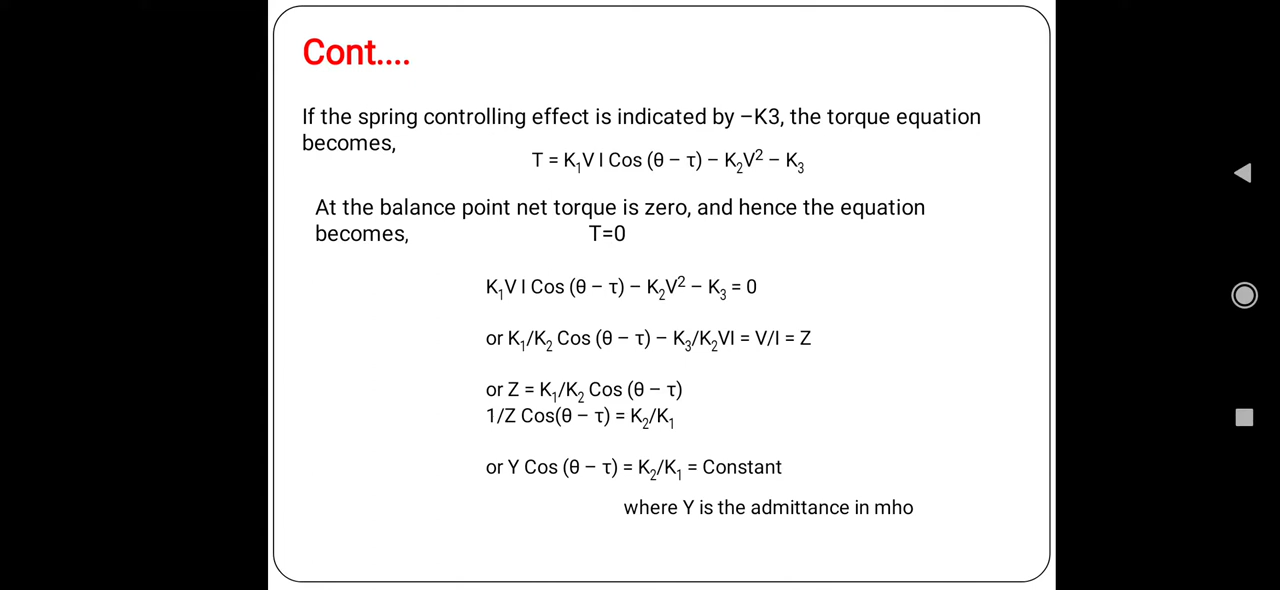 Cont....
If the spring controlling effect is indicated by –K3, the torque equation
becomes,
T = K₁V I Cos (θ – τ) – K₂V² – K₃
At the balance point net torque is zero, and hence the equation
becomes, T=0
K₁V I Cos (θ – τ) – K₂V² – K₃ = 0
or K₁/K₂ Cos (θ – τ) – K₃/K₂VI = V/I = Z
or Z = K₁/K₂ Cos (θ – τ)
1/Z Cos(θ – τ) = K₂/K₁
or Y Cos (θ – τ) = K₂/K₁ = Constant
where Y is the admittance in mho